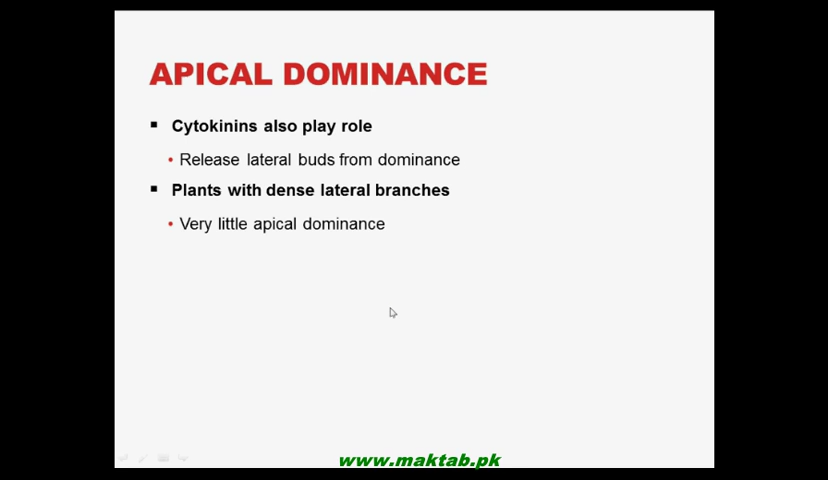 APICAL DOMINANCE
▪ Cytokinins also play role
• Release lateral buds from dominance
▪ Plants with dense lateral branches
• Very little apical dominance
www.maktab.pk